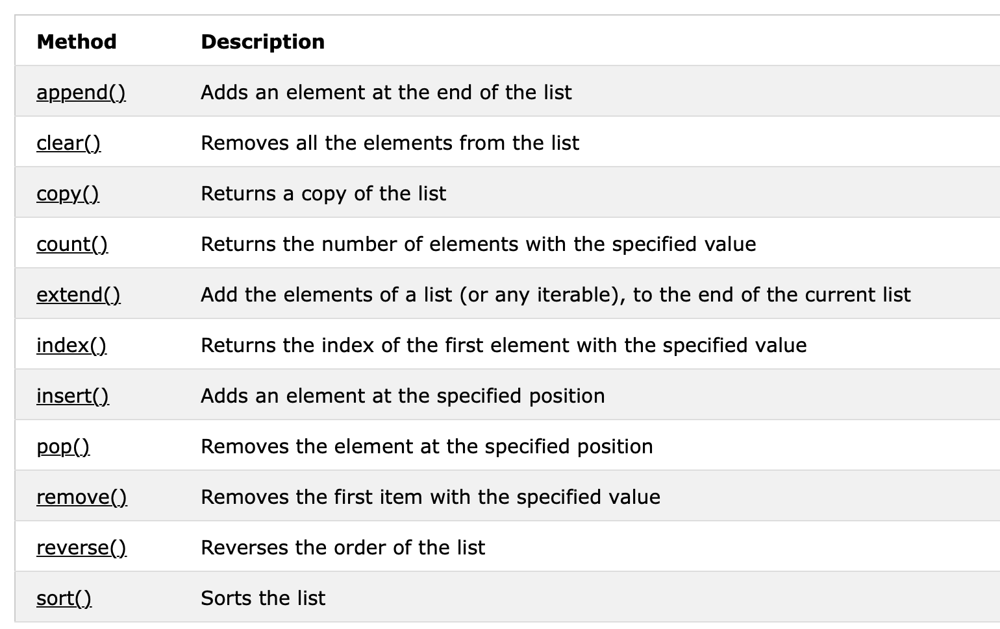 Method Description
append() Adds an element at the end of the list
clear() Removes all the elements from the list
copy() Returns a copy of the list
count() Returns the number of elements with the specified value
extend() Add the elements of a list (or any iterable), to the end of the current list
index() Returns the index of the first element with the specified value
insert() Adds an element at the specified position
pop() Removes the element at the specified position
remove() Removes the first item with the specified value
reverse() Reverses the order of the list
sort() Sorts the list